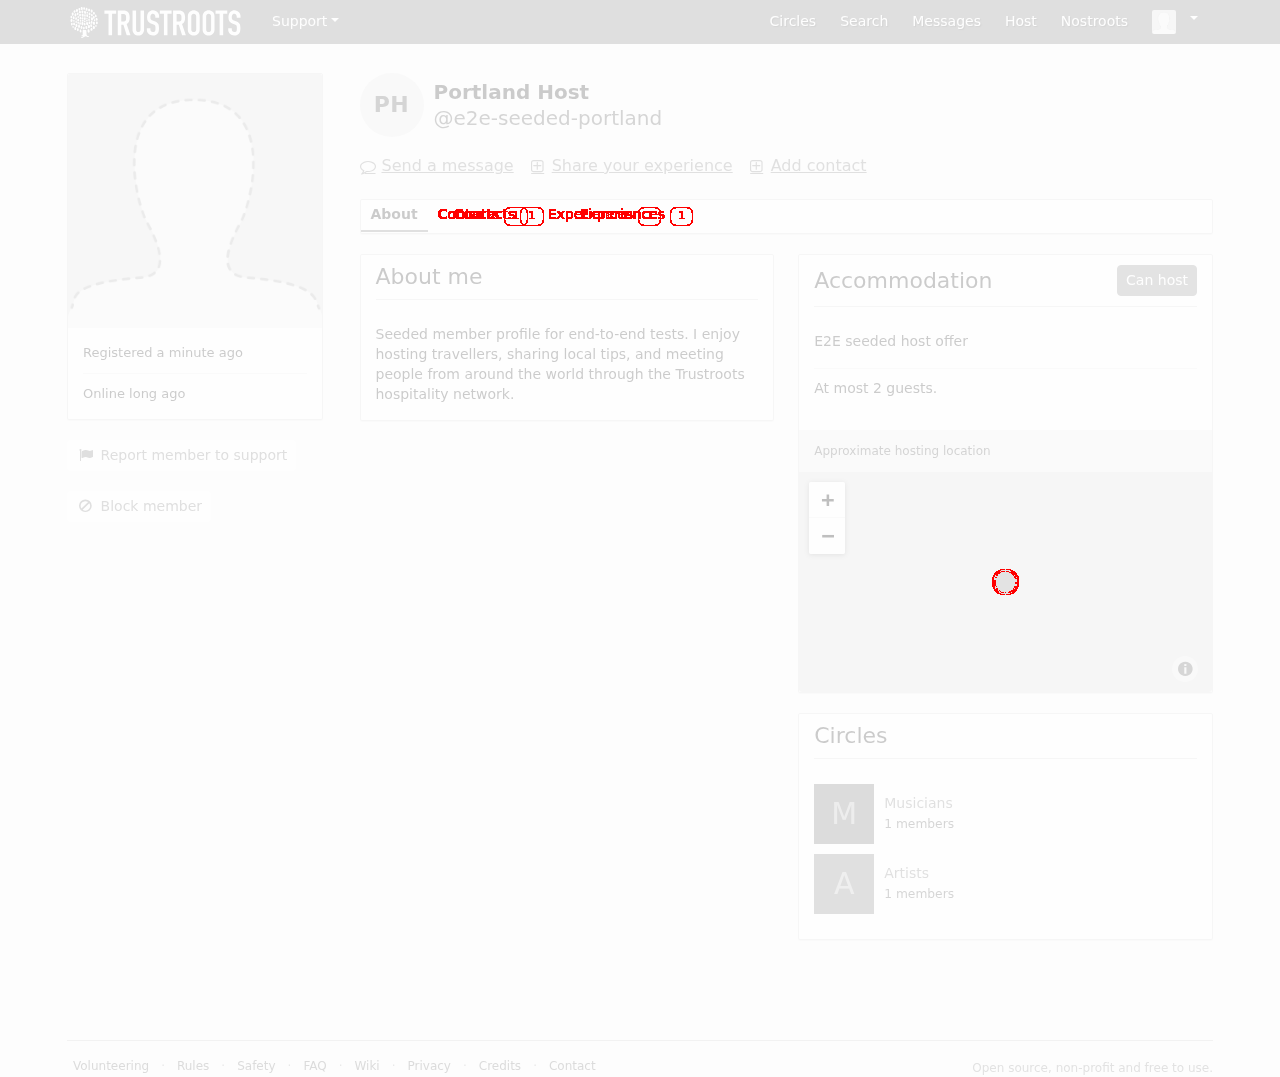 TRUSTROOTS Support Circles Search Messages Host Nostroots
PH
Portland Host
@e2e-seeded-portland
Send a message Share your experience Add contact
About 1 1
Registered a minute ago
Online long ago
Report member to support
Block member
About me
Seeded member profile for end-to-end tests. I enjoy
hosting travellers, sharing local tips, and meeting
people from around the world through the Trustroots
hospitality network.
Accommodation Can host
E2E seeded host offer
At most 2 guests.
Approximate hosting location
+
−
Circles
M Musicians
1 members
A Artists
1 members
Volunteering · Rules · Safety · FAQ · Wiki · Privacy · Credits · Contact
Open source, non-profit and free to use.